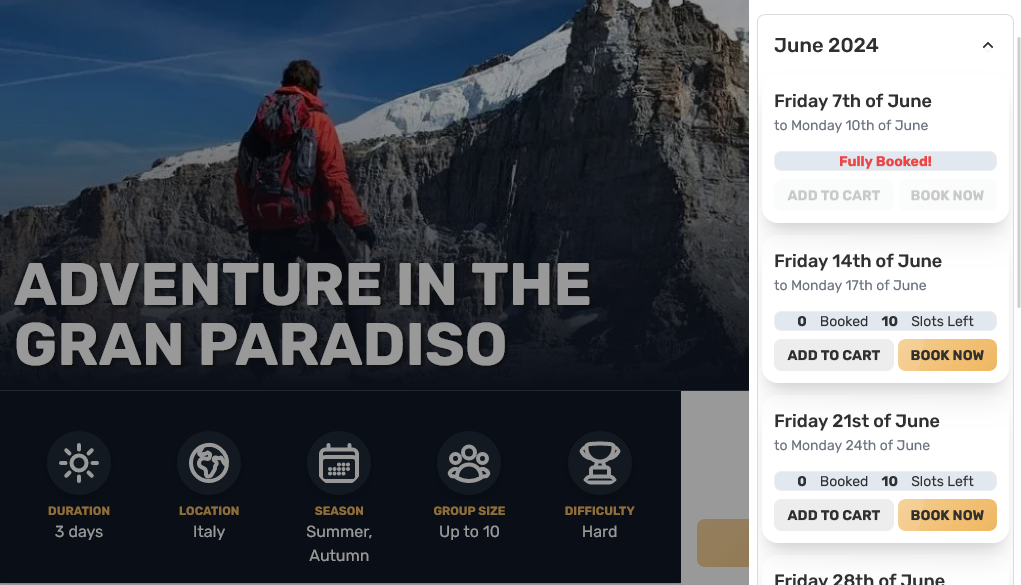 ADVENTURE IN THE
GRAN PARADISO
DURATION
3 days
LOCATION
Italy
SEASON
Summer,
Autumn
GROUP SIZE
Up to 10
DIFFICULTY
Hard
June 2024
Friday 7th of June
to Monday 10th of June
Fully Booked!
ADD TO CART BOOK NOW
Friday 14th of June
to Monday 17th of June
0 Booked 10 Slots Left
ADD TO CART BOOK NOW
Friday 21st of June
to Monday 24th of June
0 Booked 10 Slots Left
ADD TO CART BOOK NOW
Friday 28th of June